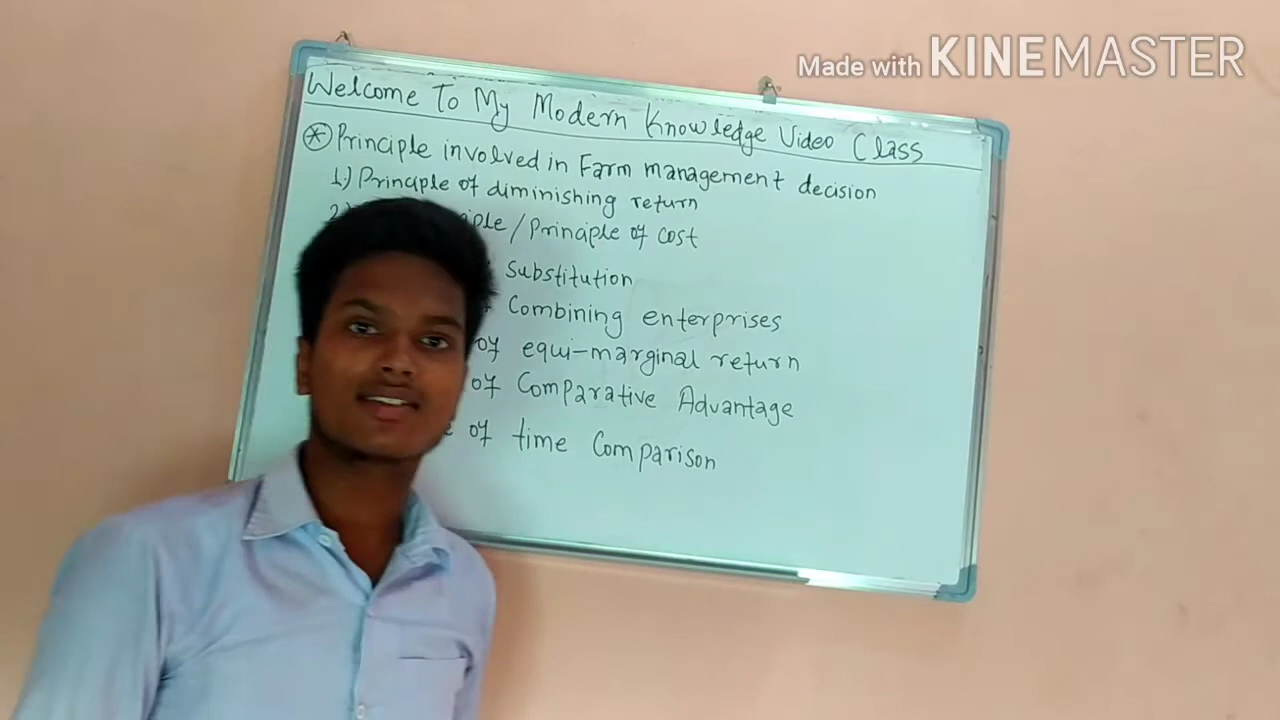 Made with KINEMASTER
Welcome To My Modern Knowledge Video Class
Principle involved in Farm management decision
1.) Principle of diminishing return
2.) / Principle of cost
Substitution
Combining enterprises
of equi-marginal return
of Comparative Advantage
of time Comparison